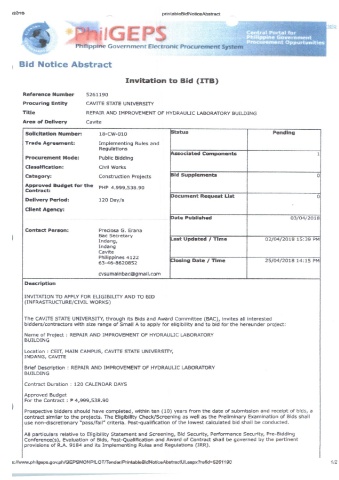 printableBidNoticeAbstract
PhilGEPS
Central Portal for
Philippine Government
Procurement Opportunities
Philippine Government Electronic Procurement System
Bid Notice Abstract
Invitation to Bid (ITB)
Reference Number 5261190
Procuring Entity CAVITE STATE UNIVERSITY
Title REPAIR AND IMPROVEMENT OF HYDRAULIC LABORATORY BUILDING
Area of Delivery Cavite
Solicitation Number: 18-CW-010
Trade Agreement: Implementing Rules and
Regulations
Procurement Mode: Public Bidding
Classification: Civil Works
Category: Construction Projects
Approved Budget for the
Contract: PHP 4,999,538.90
Delivery Period: 120 Day/s
Client Agency:
Contact Person: Preciosa G. Erana
Bac Secretary
Indang,
Indang
Cavite
Philippines 4122
63-46-8620852
Status Pending
Associated Components 1
Bid Supplements 0
Document Request List 0
Date Published 03/04/2018
Last Updated / Time 02/04/2018 15:39 PM
Closing Date / Time 25/04/2018 14:15 PM
Description
INVITATION TO APPLY FOR ELIGIBILITY AND TO BID
(INFRASTRUCTURE/CIVIL WORKS)
The CAVITE STATE UNIVERSITY, through its Bids and Award Committee (BAC), invites all interested
bidders/contractors with size range of Small A to apply for eligibility and to bid for the hereunder project:
Name of Project : REPAIR AND IMPROVEMENT OF HYDRAULIC LABORATORY
BUILDING
Location : CEIT, MAIN CAMPUS, CAVITE STATE UNIVERSITY,
INDANG, CAVITE
Brief Description : REPAIR AND IMPROVEMENT OF HYDRAULIC LABORATORY
BUILDING
Contract Duration : 120 CALENDAR DAYS
Approved Budget
For the Contract : P 4,999,538.90
Prospective bidders should have completed, within ten (10) years from the date of submission and receipt of bids, a
contract similar to the projects. The Eligibility Check/Screening as well as the Preliminary Examination of Bids shall
use non-discretionary "pass/fail" criteria. Post-qualification of the lowest calculated bid shall be conducted.
All particulars relative to Eligibility Statement and Screening, Bid Security, Performance Security, Pre-Bidding
Conference(s), Evaluation of Bids, Post-Qualification and Award of Contract shall be governed by the pertinent
provisions of R.A. 9184 and its Implementing Rules and Regulations (IRR).
1/2